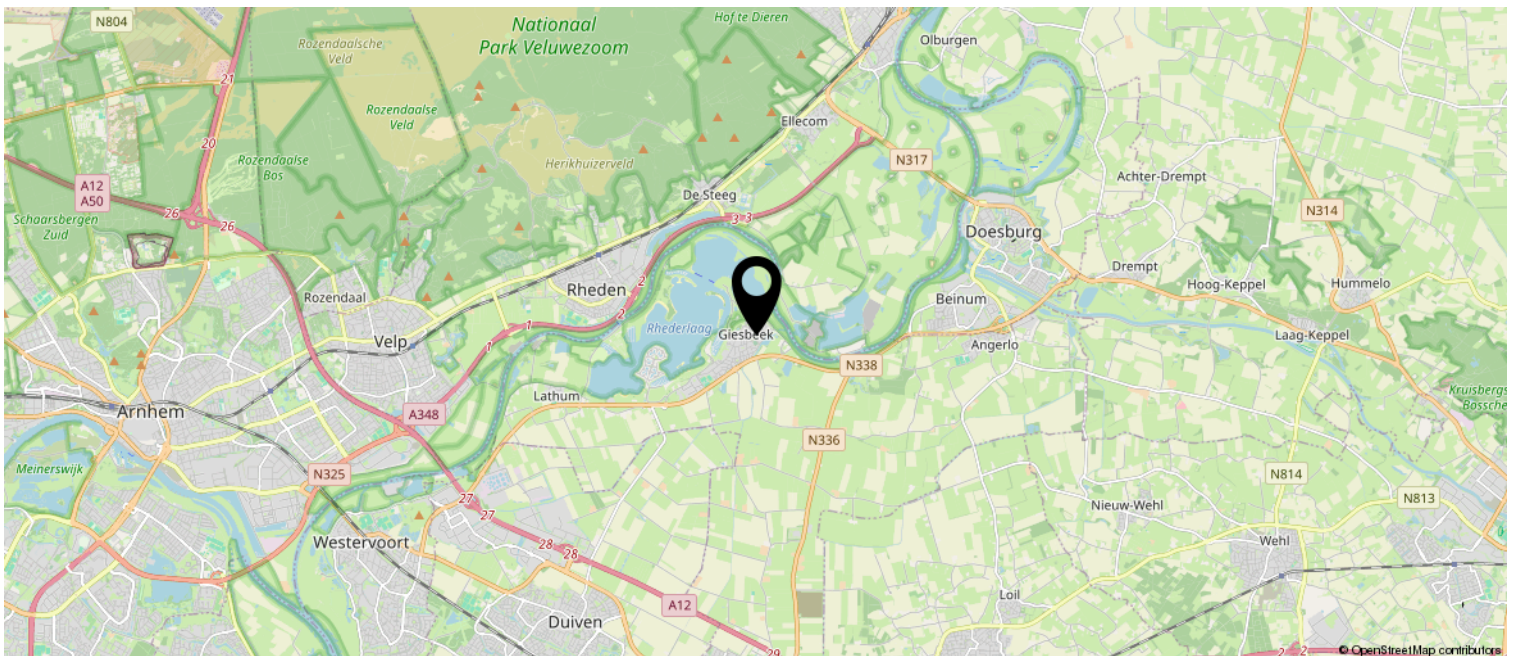 N804
Nationaal
Park Veluwezoom
Hof te Dieren
Olburgen
Rozendaalsche
Veld
21
Rozendaalse
Veld
Ellecom
20
N317
Rozendaalse
Bos
Herikhuizerveld
A12
A50
De Steeg
Achter-Drempt
26
26
3
3
N314
Schaarsbergen
Zuid
Doesburg
Drempt
2
Rheden
Rozendaal
Beinum
Hoog-Keppel
Hummelo
2
1
Rhederlaag
Giesbeek
Laag-Keppel
Velp
1
Angerlo
N338
Lathum
Kruisbergs
Bossche
Arnhem
A348
N336
Meinerswijk
N325
N814
27
27
N813
Nieuw-Wehl
Westervoort
28
28
Wehl
Loil
A12
Duiven
29
2
2
© OpenStreetMap contributors